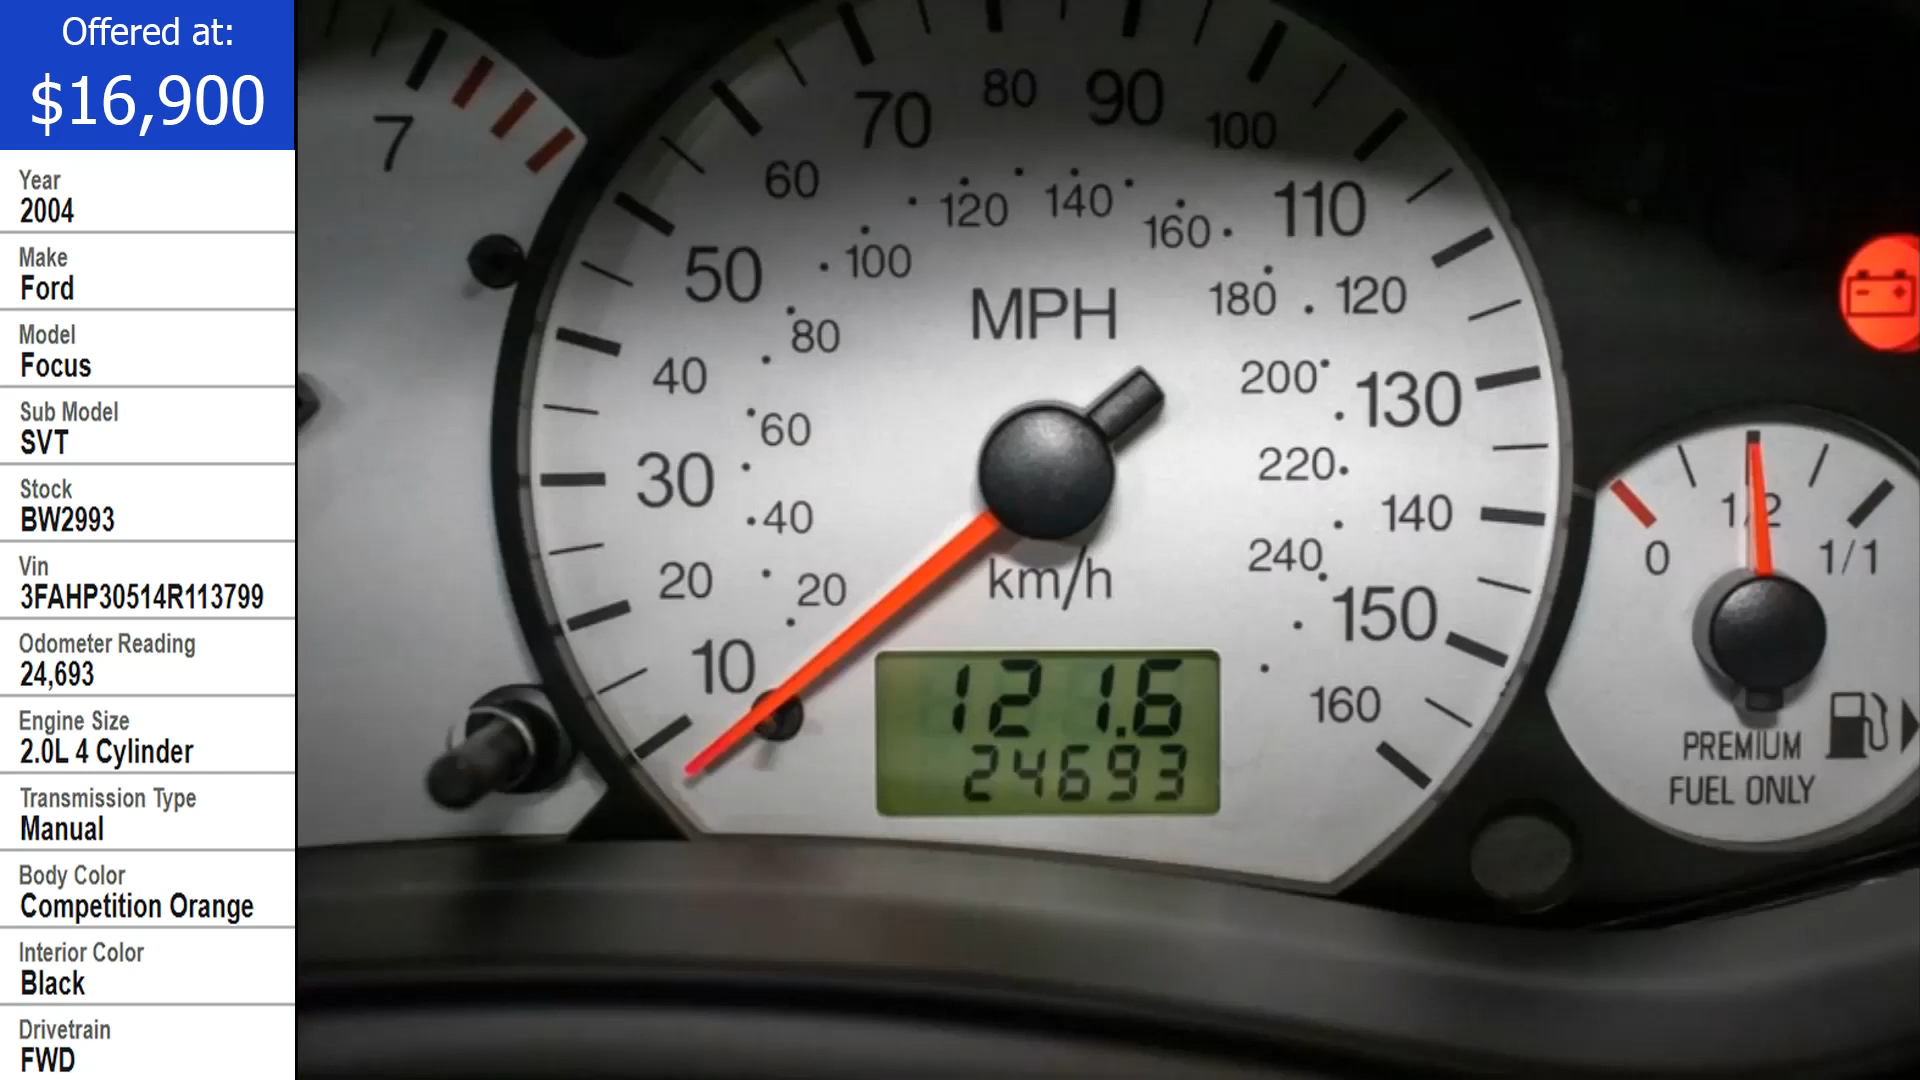 Offered at:
$16,900
Year
2004
Make
Ford
Model
Focus
Sub Model
SVT
Stock
BW2993
Vin
3FAHP30514R113799
Odometer Reading
24,693
Engine Size
2.0L 4 Cylinder
Transmission Type
Manual
Body Color
Competition Orange
Interior Color
Black
Drivetrain
FWD
7
10
20
30
40
50
60
70
80
90
100
110
120
130
140
150
160
20
40
60
80
100
120
140
160
180
200
220
240
MPH
km/h
121.6
24693
0
1/2
1/1
PREMIUM
FUEL ONLY